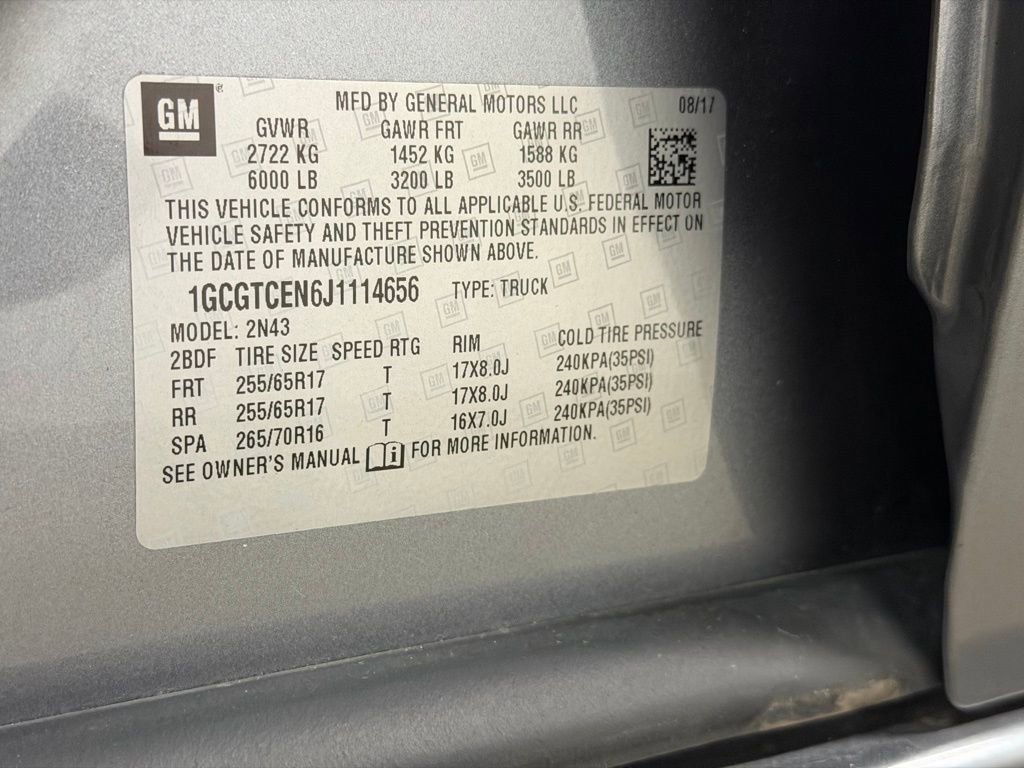 GM
MFD BY GENERAL MOTORS LLC 08/17
GVWR GAWR FRT GAWR RR
2722 KG 1452 KG 1588 KG
6000 LB 3200 LB 3500 LB
THIS VEHICLE CONFORMS TO ALL APPLICABLE U.S. FEDERAL MOTOR
VEHICLE SAFETY AND THEFT PREVENTION STANDARDS IN EFFECT ON
THE DATE OF MANUFACTURE SHOWN ABOVE.
1GCGTCEN6J1114656 TYPE: TRUCK
MODEL: 2N43
2BDF TIRE SIZE SPEED RTG RIM COLD TIRE PRESSURE
FRT 255/65R17 T 17X8.0J 240KPA(35PSI)
RR 255/65R17 T 17X8.0J 240KPA(35PSI)
SPA 265/70R16 T 16X7.0J 240KPA(35PSI)
SEE OWNER'S MANUAL FOR MORE INFORMATION.